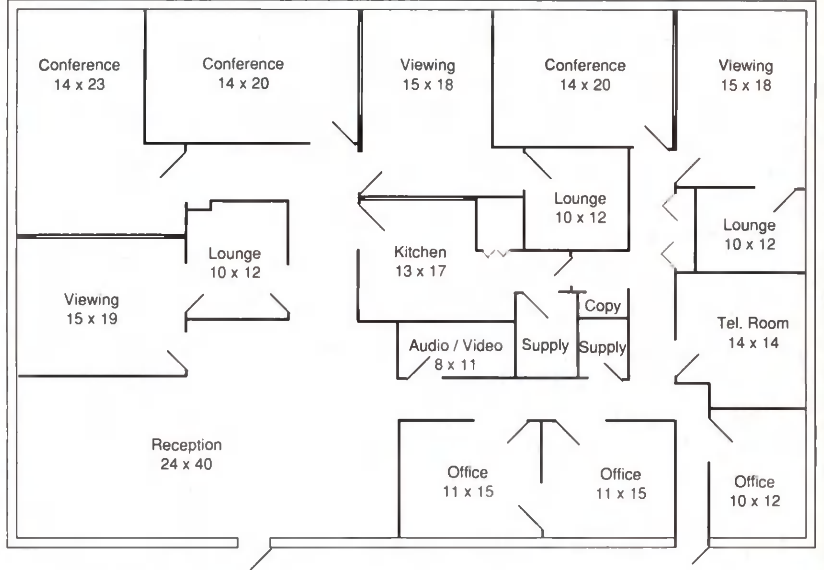 Conference
14 x 23
Conference
14 x 20
Viewing
15 x 18
Conference
14 x 20
Viewing
15 x 18
Lounge
10 x 12
Lounge
10 x 12
Lounge
10 x 12
Kitchen
13 x 17
Viewing
15 x 19
Copy
Tel. Room
14 x 14
Audio / Video
8 x 11
Supply
Supply
Reception
24 x 40
Office
11 x 15
Office
11 x 15
Office
10 x 12